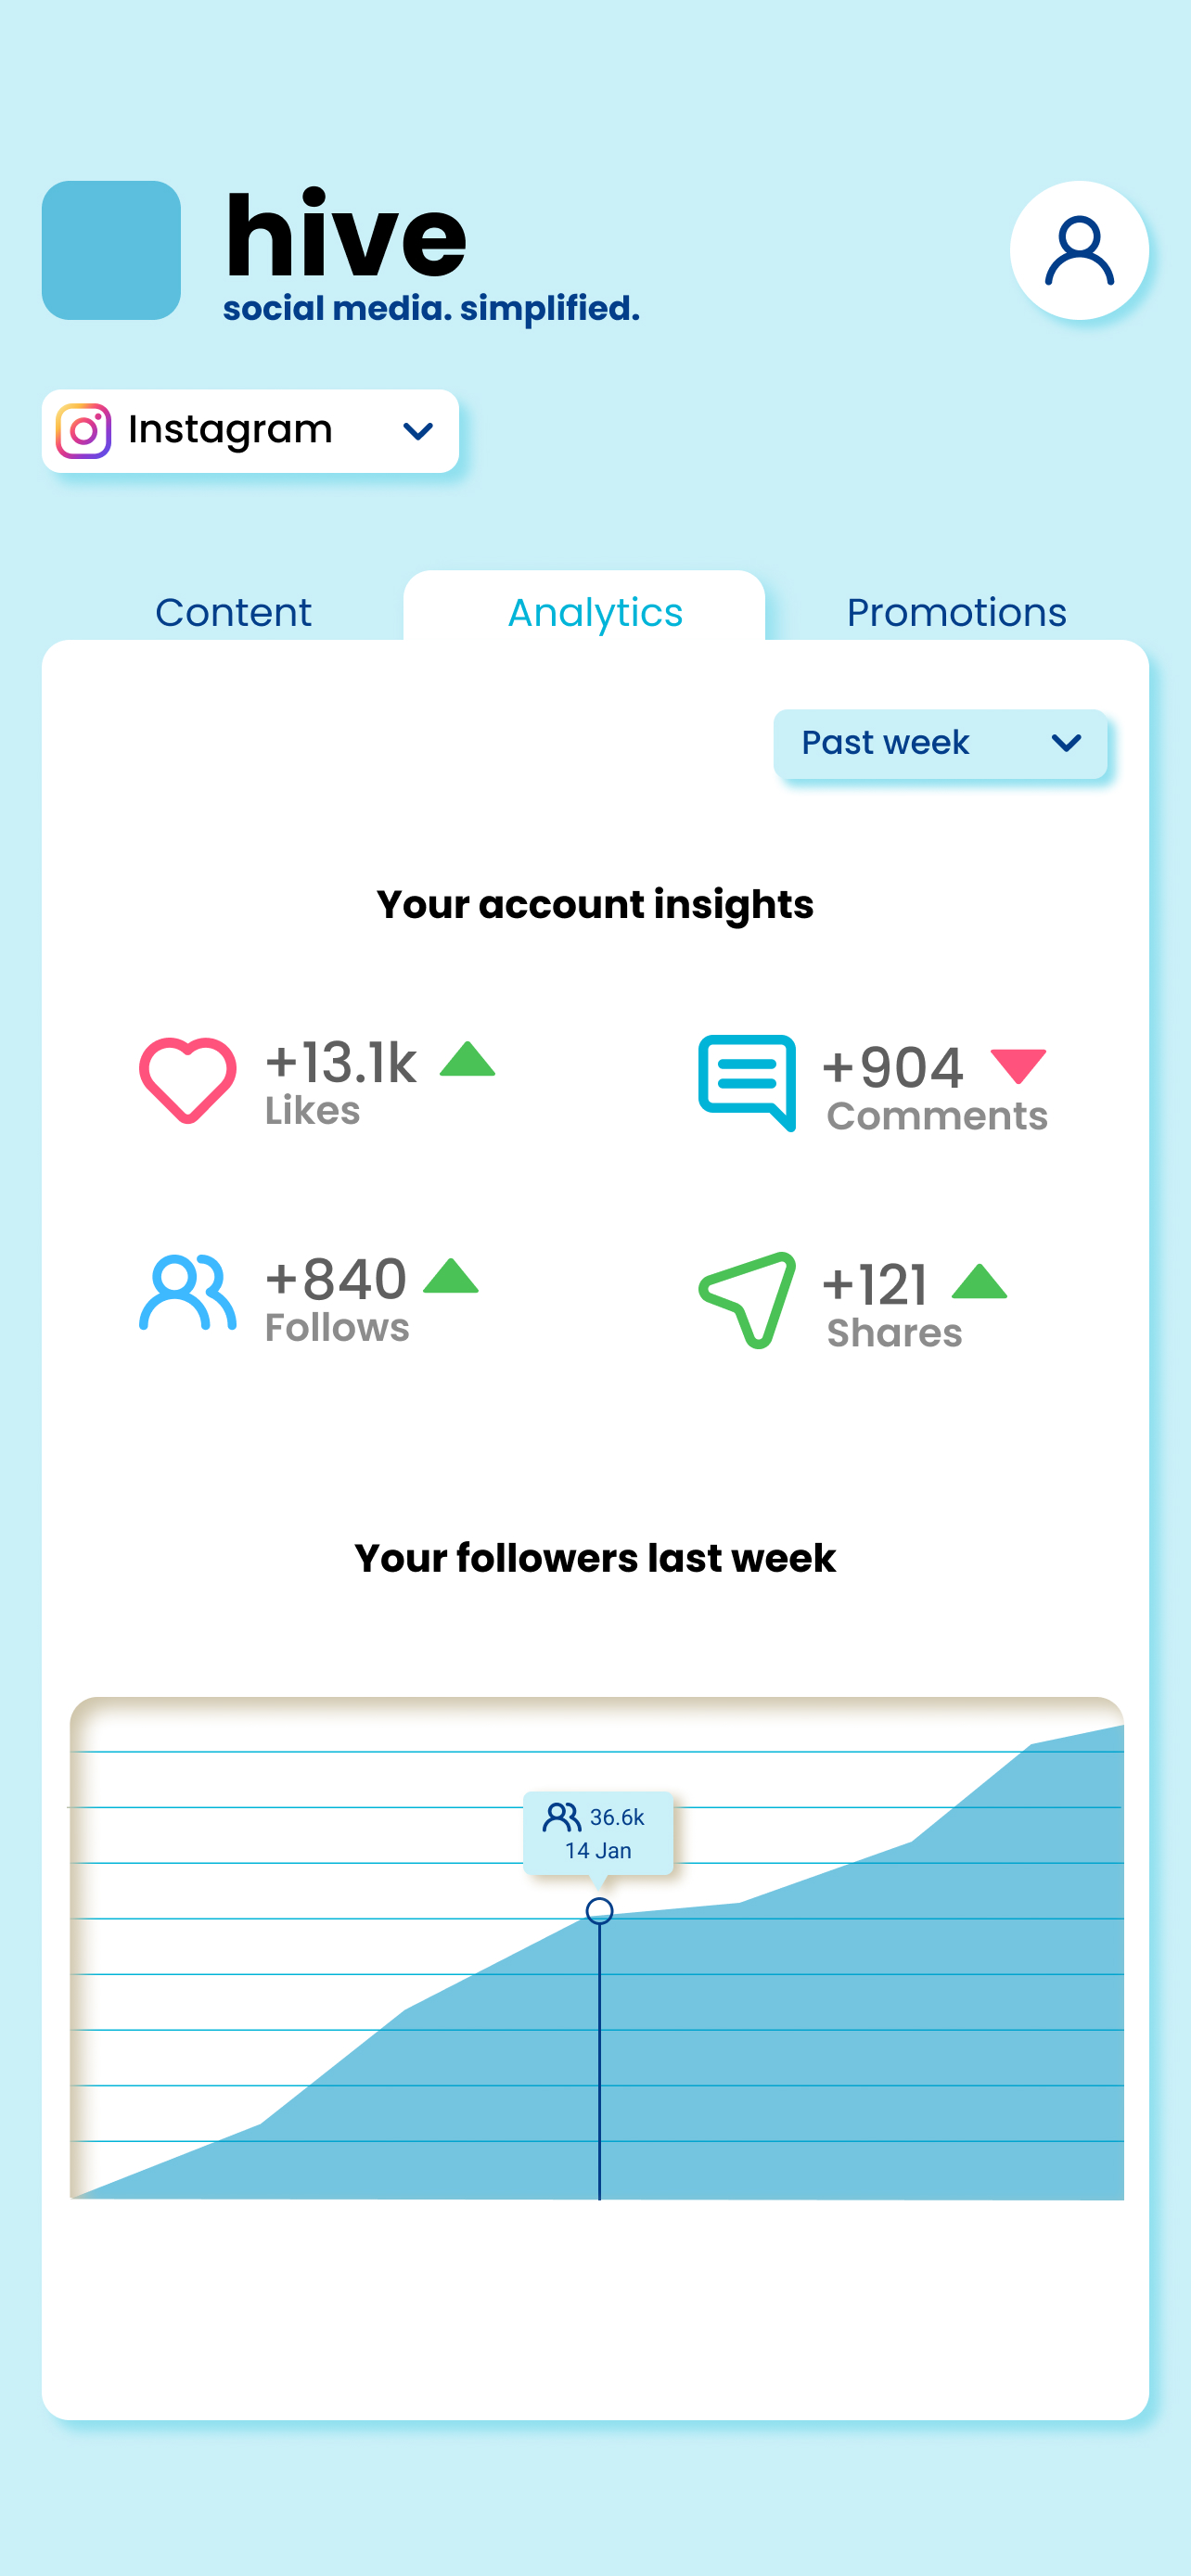 hive
social media. simplified.
Instagram
Content Analytics Promotions
Past week
Your account insights
+13.1k +904
Likes Comments
+840 +121
Follows Shares
Your followers last week
36.6k
14 Jan